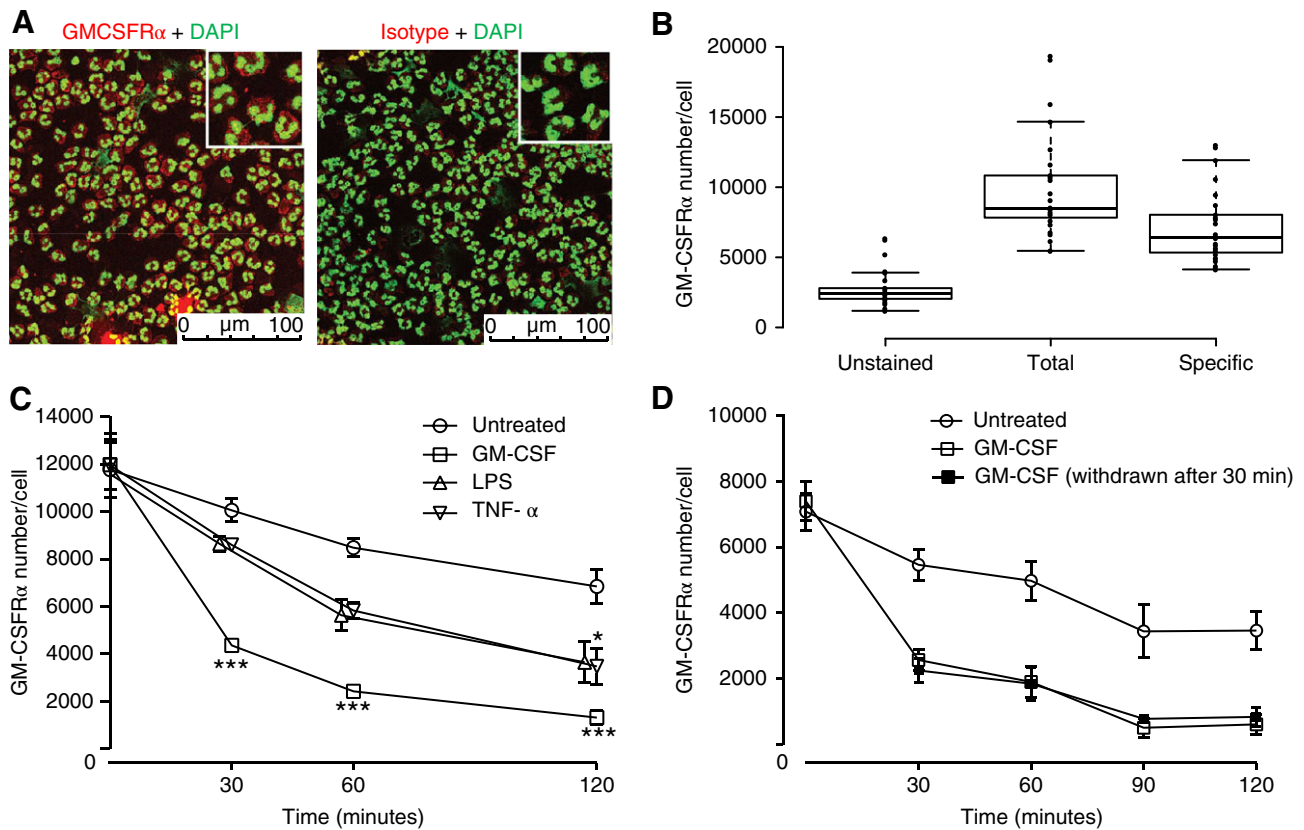 A
GMCSFRα + DAPI
Isotype + DAPI
0 µm 100
0 µm 100
B
GM-CSFRα number/cell
20000
15000
10000
5000
0
Unstained Total Specific
C
GM-CSFRα number/cell
14000
12000
10000
8000
6000
4000
2000
0
Untreated
GM-CSF
LPS
TNF- α
***
***
*
***
30 60 120
Time (minutes)
D
GM-CSFRα number/cell
10000
8000
6000
4000
2000
0
Untreated
GM-CSF
GM-CSF (withdrawn after 30 min)
30 60 90 120
Time (minutes)